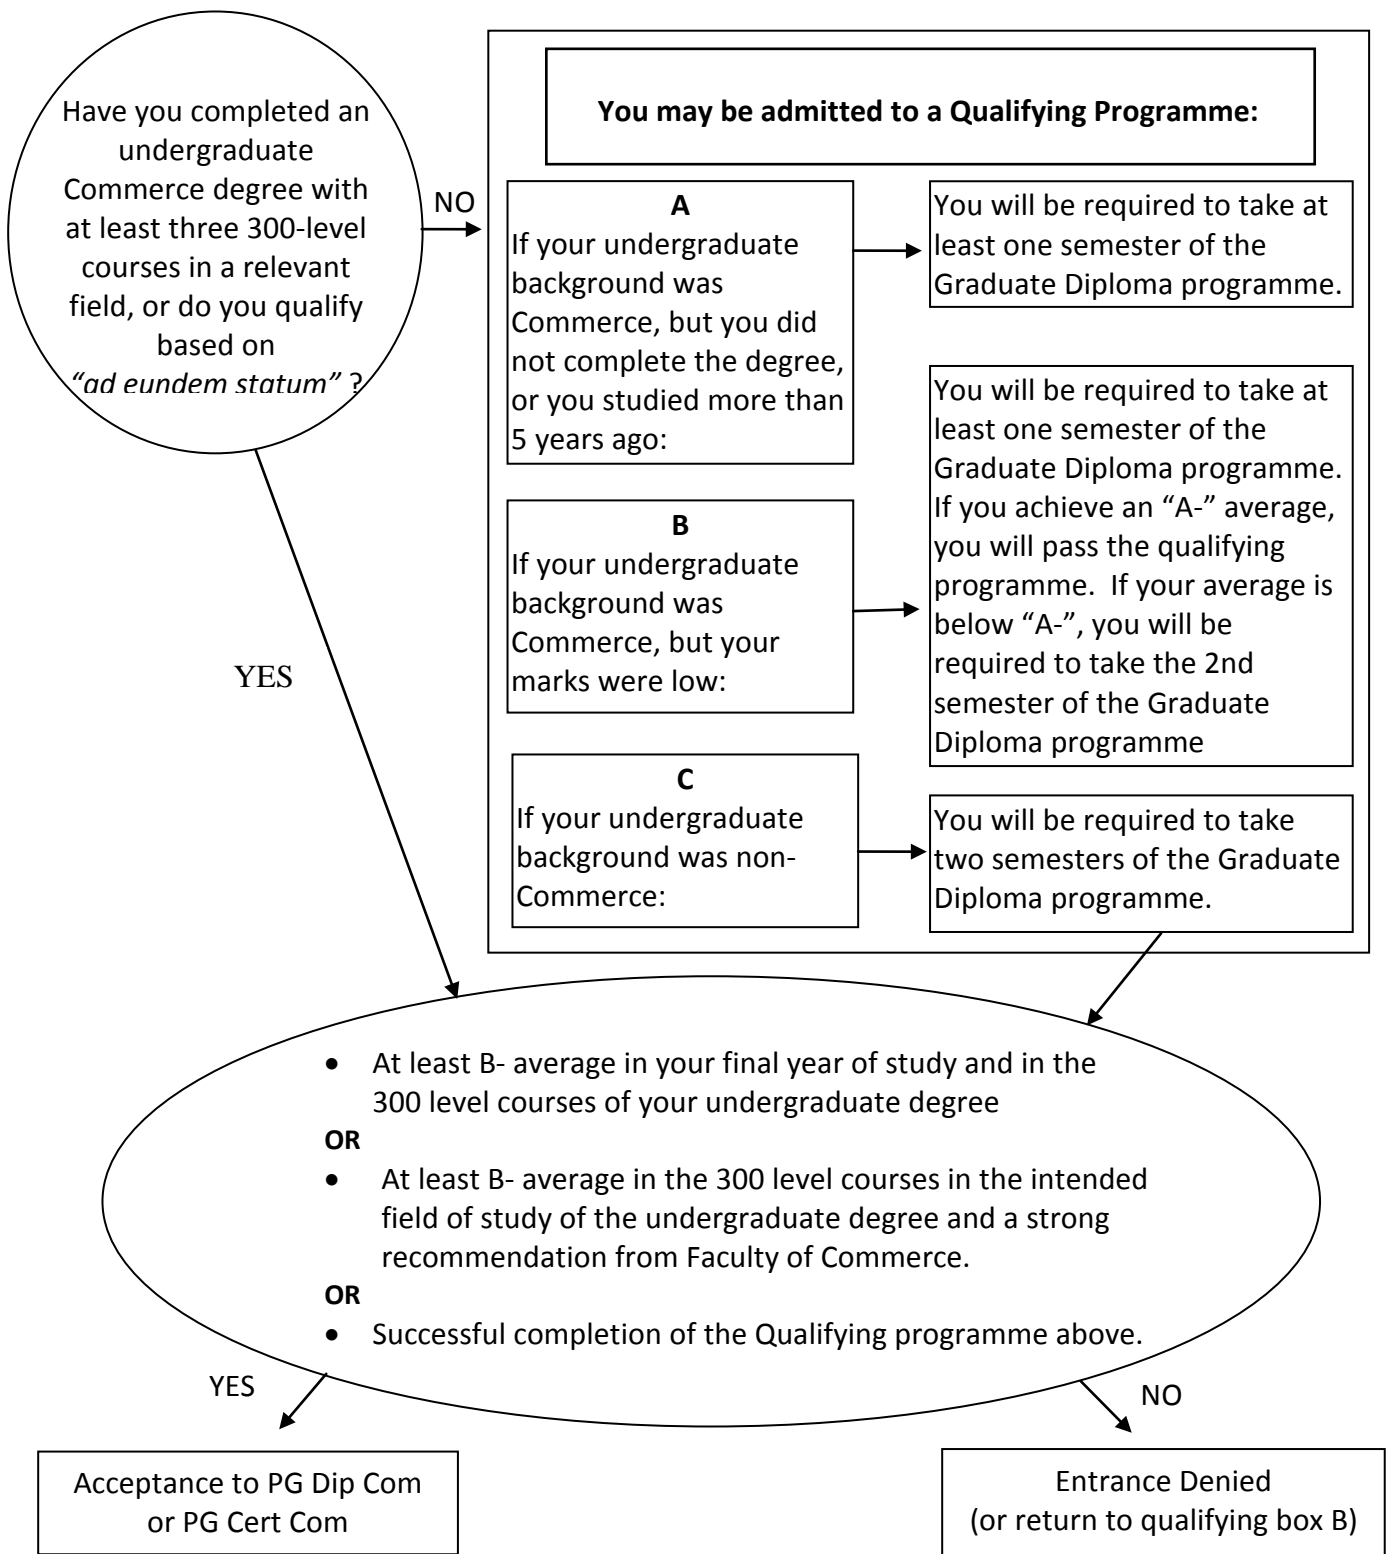 Have you completed an
undergraduate
Commerce degree with
at least three 300-level
courses in a relevant
field, or do you qualify
based on
“ad eundem statum” ?
NO
YES
You may be admitted to a Qualifying Programme:
A
If your undergraduate
background was
Commerce, but you did
not complete the degree,
or you studied more than
5 years ago:
You will be required to take at
least one semester of the
Graduate Diploma programme.
B
If your undergraduate
background was
Commerce, but your
marks were low:
You will be required to take at
least one semester of the
Graduate Diploma programme.
If you achieve an “A-” average,
you will pass the qualifying
programme.  If your average is
below “A-”, you will be
required to take the 2nd
semester of the Graduate
Diploma programme
C
If your undergraduate
background was non-
Commerce:
You will be required to take
two semesters of the Graduate
Diploma programme.
• At least B- average in your final year of study and in the
300 level courses of your undergraduate degree
OR
• At least B- average in the 300 level courses in the intended
field of study of the undergraduate degree and a strong
recommendation from Faculty of Commerce.
OR
• Successful completion of the Qualifying programme above.
YES
NO
Acceptance to PG Dip Com
or PG Cert Com
Entrance Denied
(or return to qualifying box B)